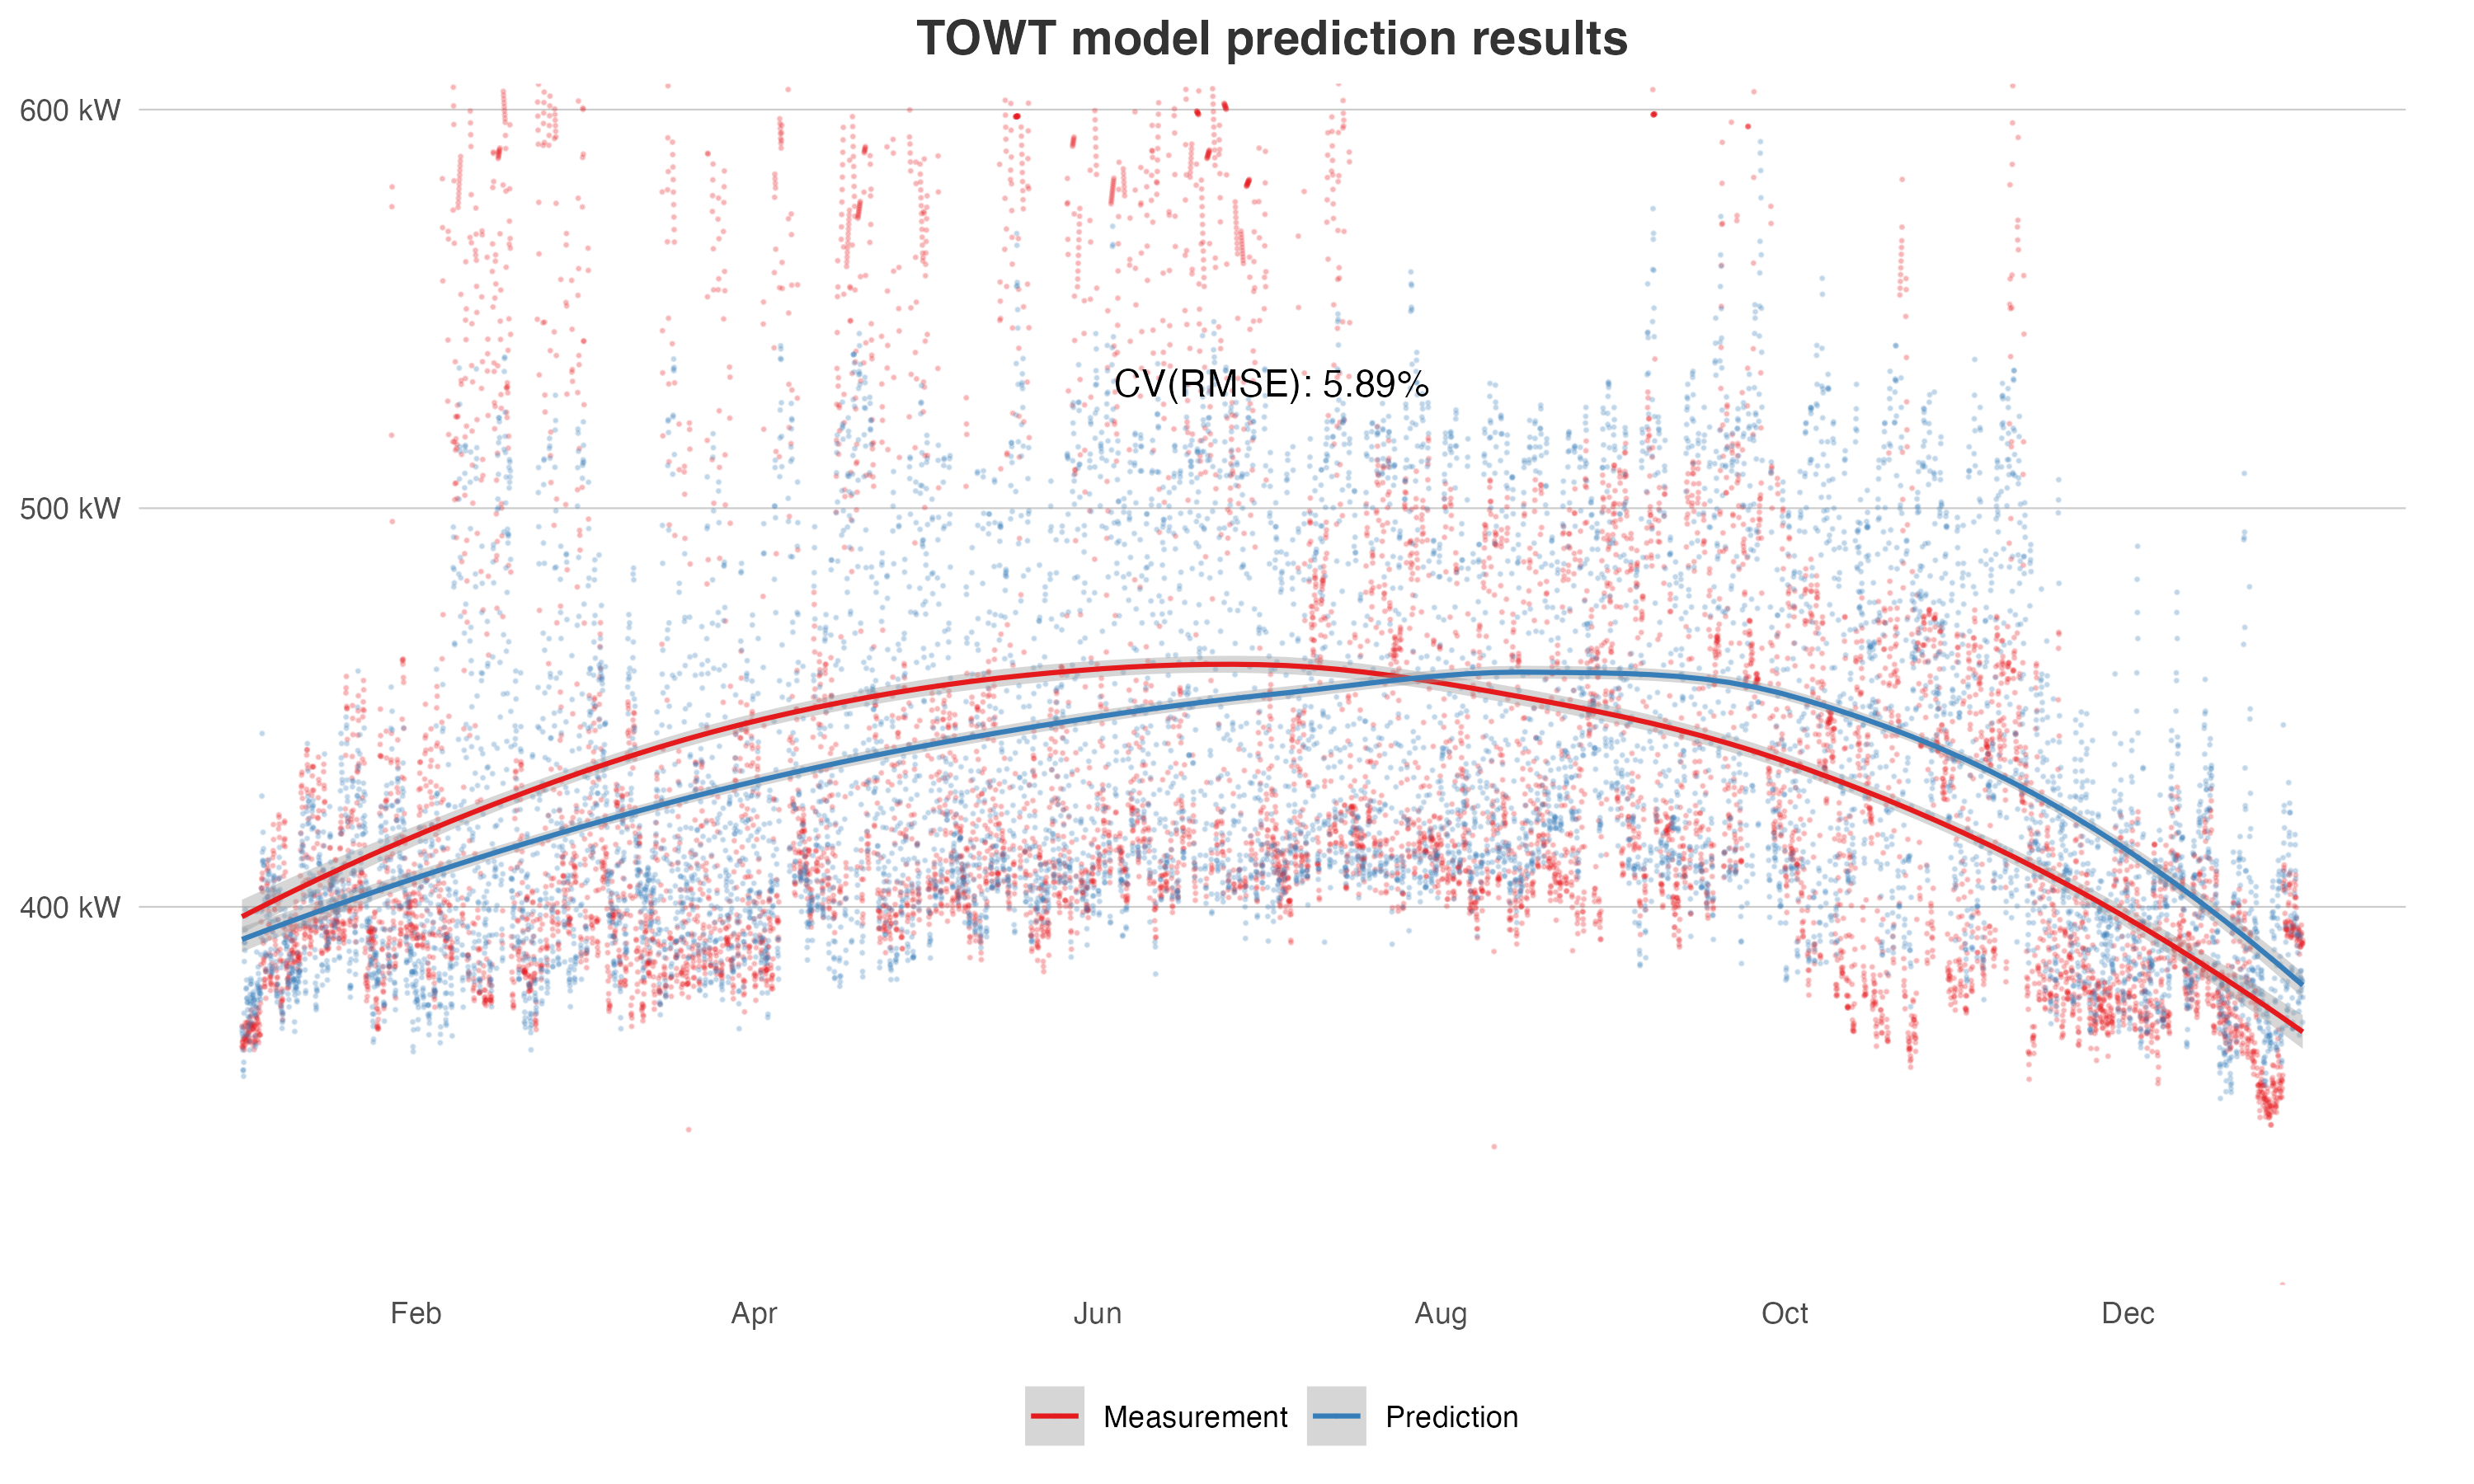 TOWT model prediction results
600 kW
CV(RMSE): 5.89%
500 kW
400 kW
Feb Apr Jun Aug Oct Dec
Measurement Prediction